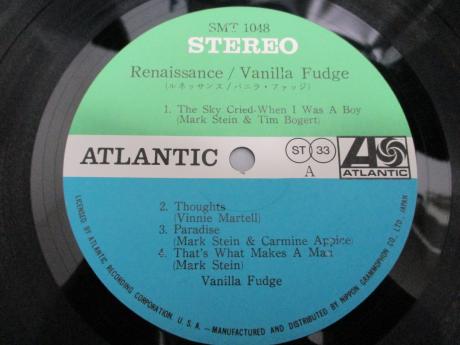 SMT 1048
STEREO
Renaissance / Vanilla Fudge
(ルネッサンス / バニラ・ファッジ)
1. The Sky Cried-When I Was A Boy
(Mark Stein & Tim Bogert)
ATLANTIC
ST 33
A
ATLANTIC
2. Thoughts
(Vinnie Martell)
3. Paradise
(Mark Stein & Carmine Appice)
4. That's What Makes A Man
(Mark Stein)
Vanilla Fudge
LICENSED BY ATLANTIC RECORDING CORPORATION, U.S.A.–MANUFACTURED AND DISTRIBUTED BY NIPPON GRAMMOPHON CO., LTD., JAPAN